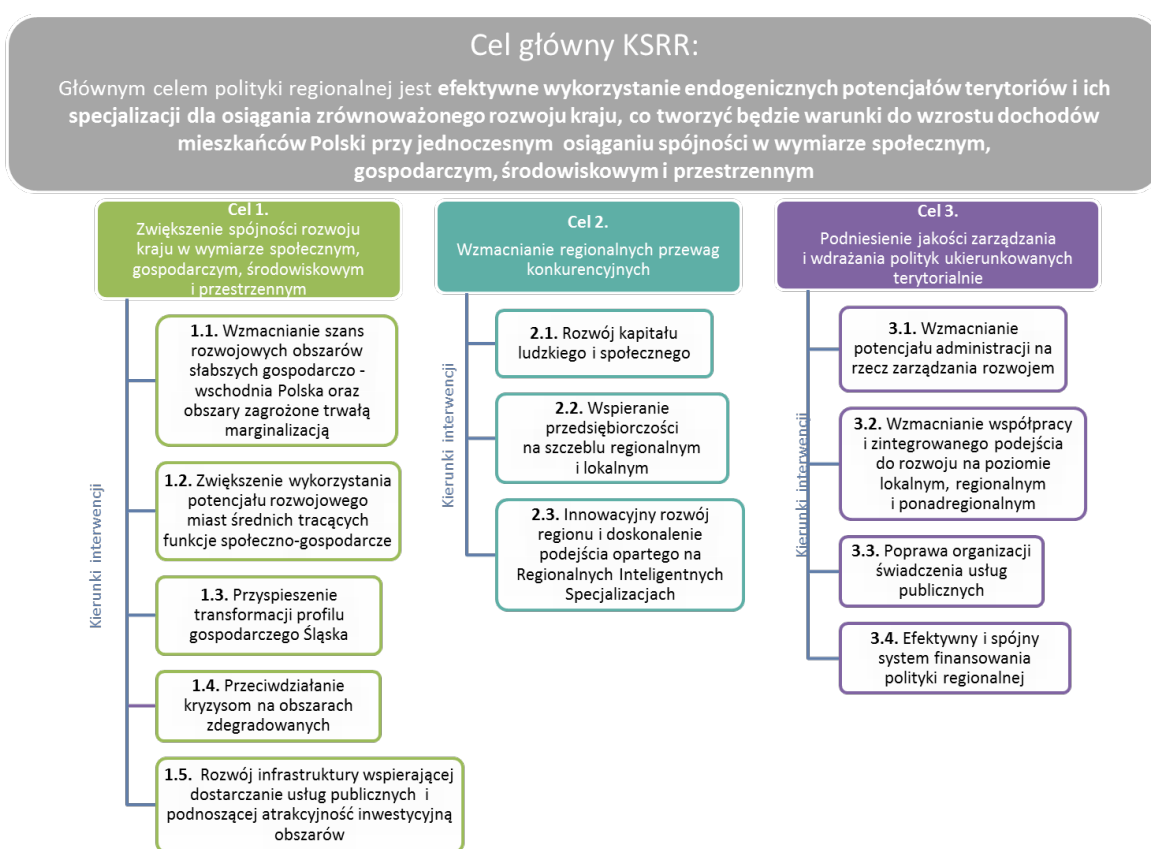 Cel główny KSRR:
Głównym celem polityki regionalnej jest efektywne wykorzystanie endogenicznych potencjałów terytoriów i ich
specjalizacji dla osiągania zrównoważonego rozwoju kraju, co tworzyć będzie warunki do wzrostu dochodów
mieszkańców Polski przy jednoczesnym osiąganiu spójności w wymiarze społecznym,
gospodarczym, środowiskowym i przestrzennym
Cel 1.
Zwiększenie spójności rozwoju
kraju w wymiarze społecznym,
gospodarczym, środowiskowym
i przestrzennym
Kierunki interwencji
1.1. Wzmacnianie szans
rozwojowych obszarów
słabszych gospodarczo -
wschodnia Polska oraz
obszary zagrożone trwałą
marginalizacją
1.2. Zwiększenie wykorzystania
potencjału rozwojowego
miast średnich tracących
funkcje społeczno-gospodarcze
1.3. Przyspieszenie
transformacji profilu
gospodarczego Śląska
1.4. Przeciwdziałanie
kryzysom na obszarach
zdegradowanych
1.5. Rozwój infrastruktury wspierającej
dostarczanie usług publicznych i
podnoszącej atrakcyjność inwestycyjną
obszarów
Cel 2.
Wzmacnianie regionalnych przewag
konkurencyjnych
Kierunki interwencji
2.1. Rozwój kapitału
ludzkiego i społecznego
2.2. Wspieranie
przedsiębiorczości
na szczeblu regionalnym
i lokalnym
2.3. Innowacyjny rozwój
regionu i doskonalenie
podejścia opartego na
Regionalnych Inteligentnych
Specjalizacjach
Cel 3.
Podniesienie jakości zarządzania
i wdrażania polityk ukierunkowanych
terytorialnie
Kierunki interwencji
3.1. Wzmacnianie
potencjału administracji na
rzecz zarządzania rozwojem
3.2. Wzmacnianie współpracy
i zintegrowanego podejścia
do rozwoju na poziomie
lokalnym, regionalnym
i ponadregionalnym
3.3. Poprawa organizacji
świadczenia usług
publicznych
3.4. Efektywny i spójny
system finansowania
polityki regionalnej